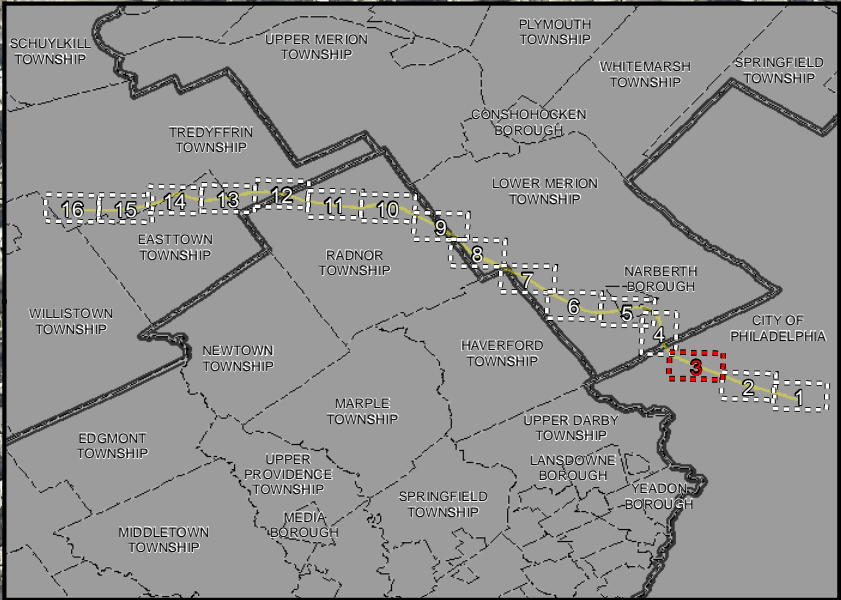 PLYMOUTH
TOWNSHIP
UPPER MERION
TOWNSHIP
SCHUYLKILL
TOWNSHIP
WHITEMARSH
TOWNSHIP
SPRINGFIELD
TOWNSHIP
CONSHOHOCKEN
BOROUGH
TREDYFFRIN
TOWNSHIP
LOWER MERION
TOWNSHIP
16
15
14
13
12
11
10
9
8
7
6
5
4
3
2
1
EASTTOWN
TOWNSHIP
RADNOR
TOWNSHIP
NARBERTH
BOROUGH
WILLISTOWN
TOWNSHIP
CITY OF
PHILADELPHIA
NEWTOWN
TOWNSHIP
HAVERFORD
TOWNSHIP
MARPLE
TOWNSHIP
UPPER DARBY
TOWNSHIP
EDGMONT
TOWNSHIP
UPPER
PROVIDENCE
TOWNSHIP
LANSDOWNE
BOROUGH
YEADON
BOROUGH
SPRINGFIELD
TOWNSHIP
MEDIA
BOROUGH
MIDDLETOWN
TOWNSHIP